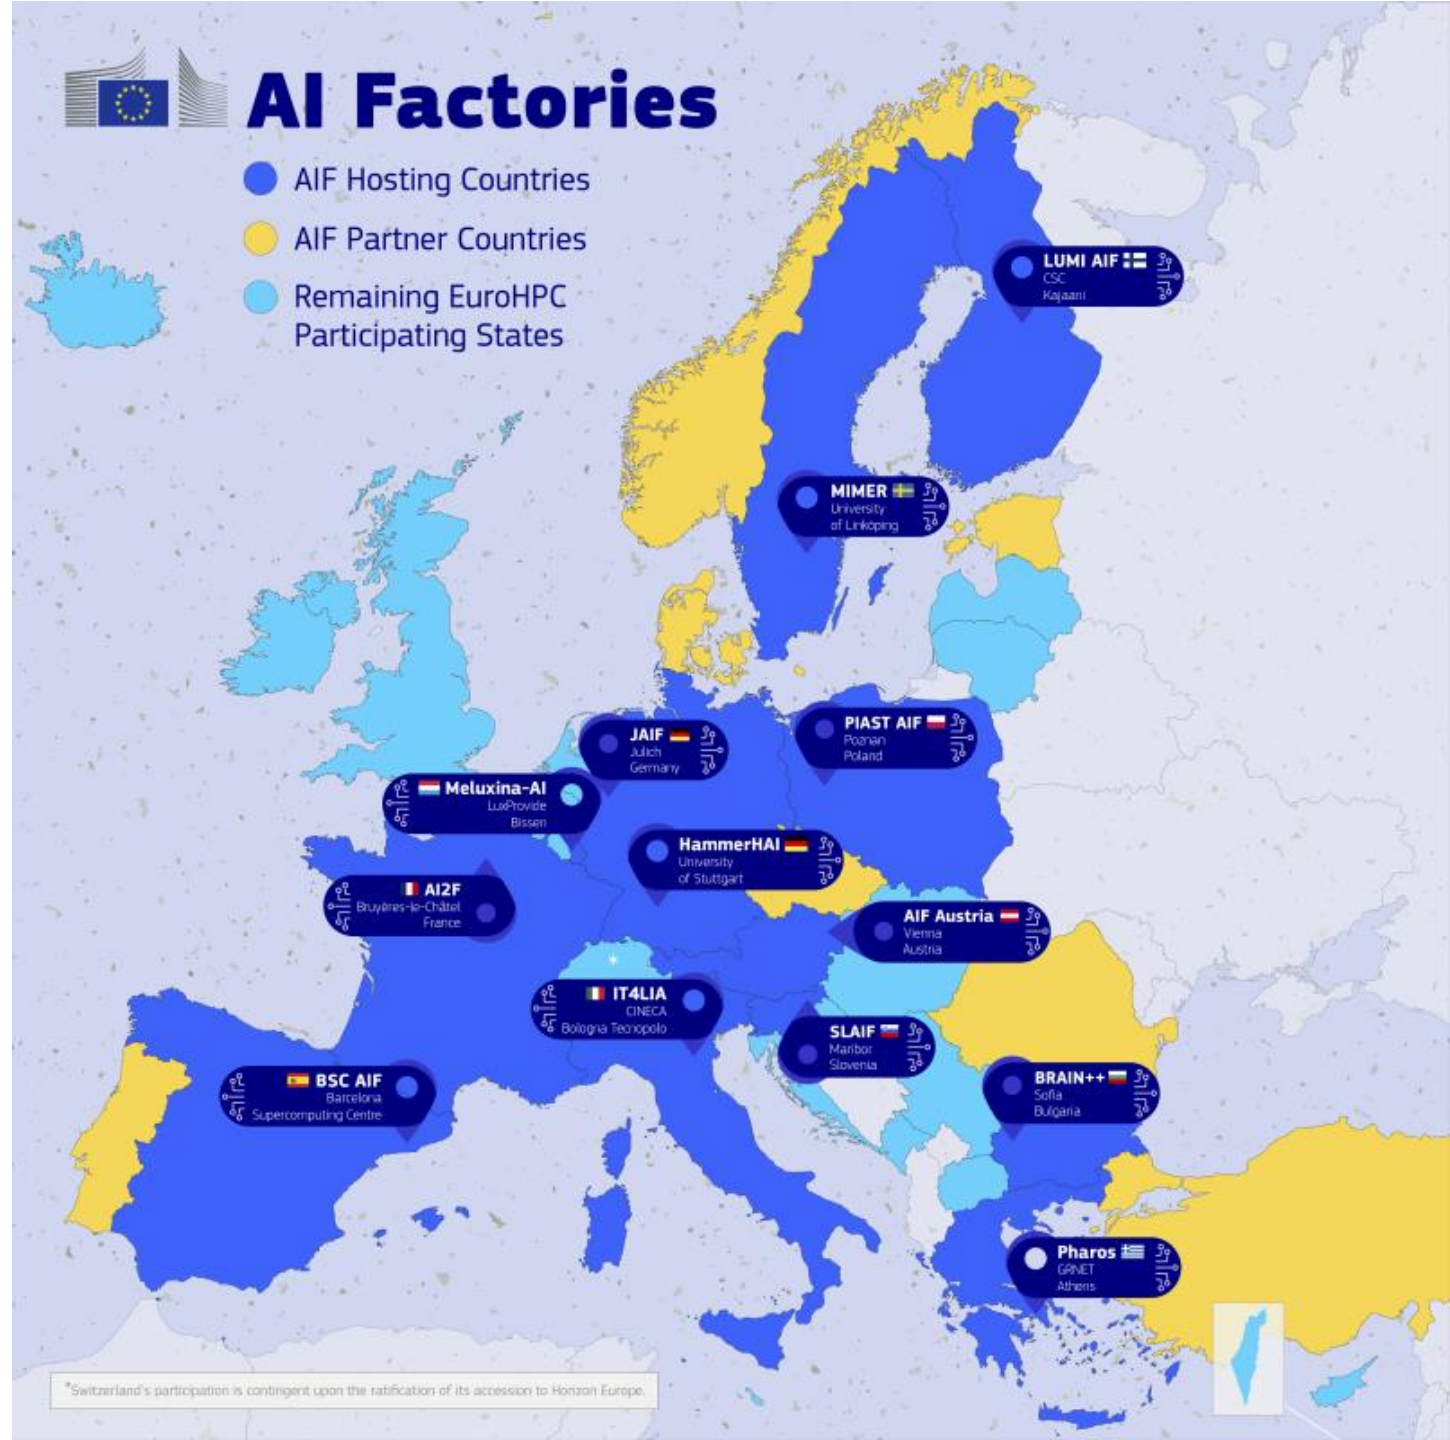 AI Factories
AIF Hosting Countries
AIF Partner Countries
Remaining EuroHPC
Participating States
LUMI AIF
CSC
Kajaani
MIMER
University
of Linköping
JAIF
Julich
Germany
PIAST AIF
Poznan
Poland
Meluxina-AI
LuxProvide
Bissen
HammerHAI
University
of Stuttgart
AI2F
Bruyères-le-Châtel
France
AIF Austria
Vienna
Austria
*
IT4LIA
CINECA
Bologna Tecnopolo
SLAIF
Maribor
Slovenia
BSC AIF
Barcelona
Supercomputing Centre
BRAIN++
Sofia
Bulgaria
Pharos
GRNET
Athens
*Switzerland's participation is contingent upon the ratification of its accession to Horizon Europe.